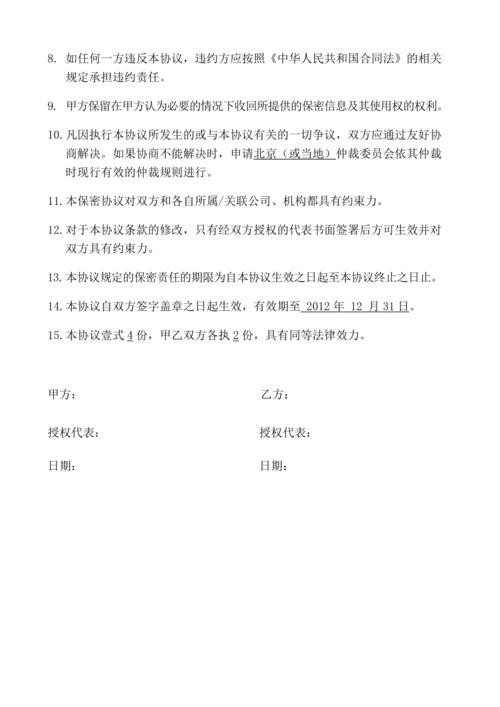 8. 如任何一方违反本协议，违约方应按照《中华人民共和国合同法》的相关
规定承担违约责任。
9. 甲方保留在甲方认为必要的情况下收回所提供的保密信息及其使用权的权利。
10. 凡因执行本协议所发生的或与本协议有关的一切争议，双方应通过友好协
商解决。如果协商不能解决时，申请北京（或当地）仲裁委员会依其仲裁
时现行有效的仲裁规则进行。
11. 本保密协议对双方和各自所属/关联公司、机构都具有约束力。
12. 对于本协议条款的修改，只有经双方授权的代表书面签署后方可生效并对
双方具有约束力。
13. 本协议规定的保密责任的期限为自本协议生效之日起至本协议终止之日止。
14. 本协议自双方签字盖章之日起生效，有效期至 2012 年 12 月 31 日。
15. 本协议壹式 4 份，甲乙双方各执 2 份，具有同等法律效力。
甲方： 乙方：
授权代表： 授权代表：
日期： 日期：